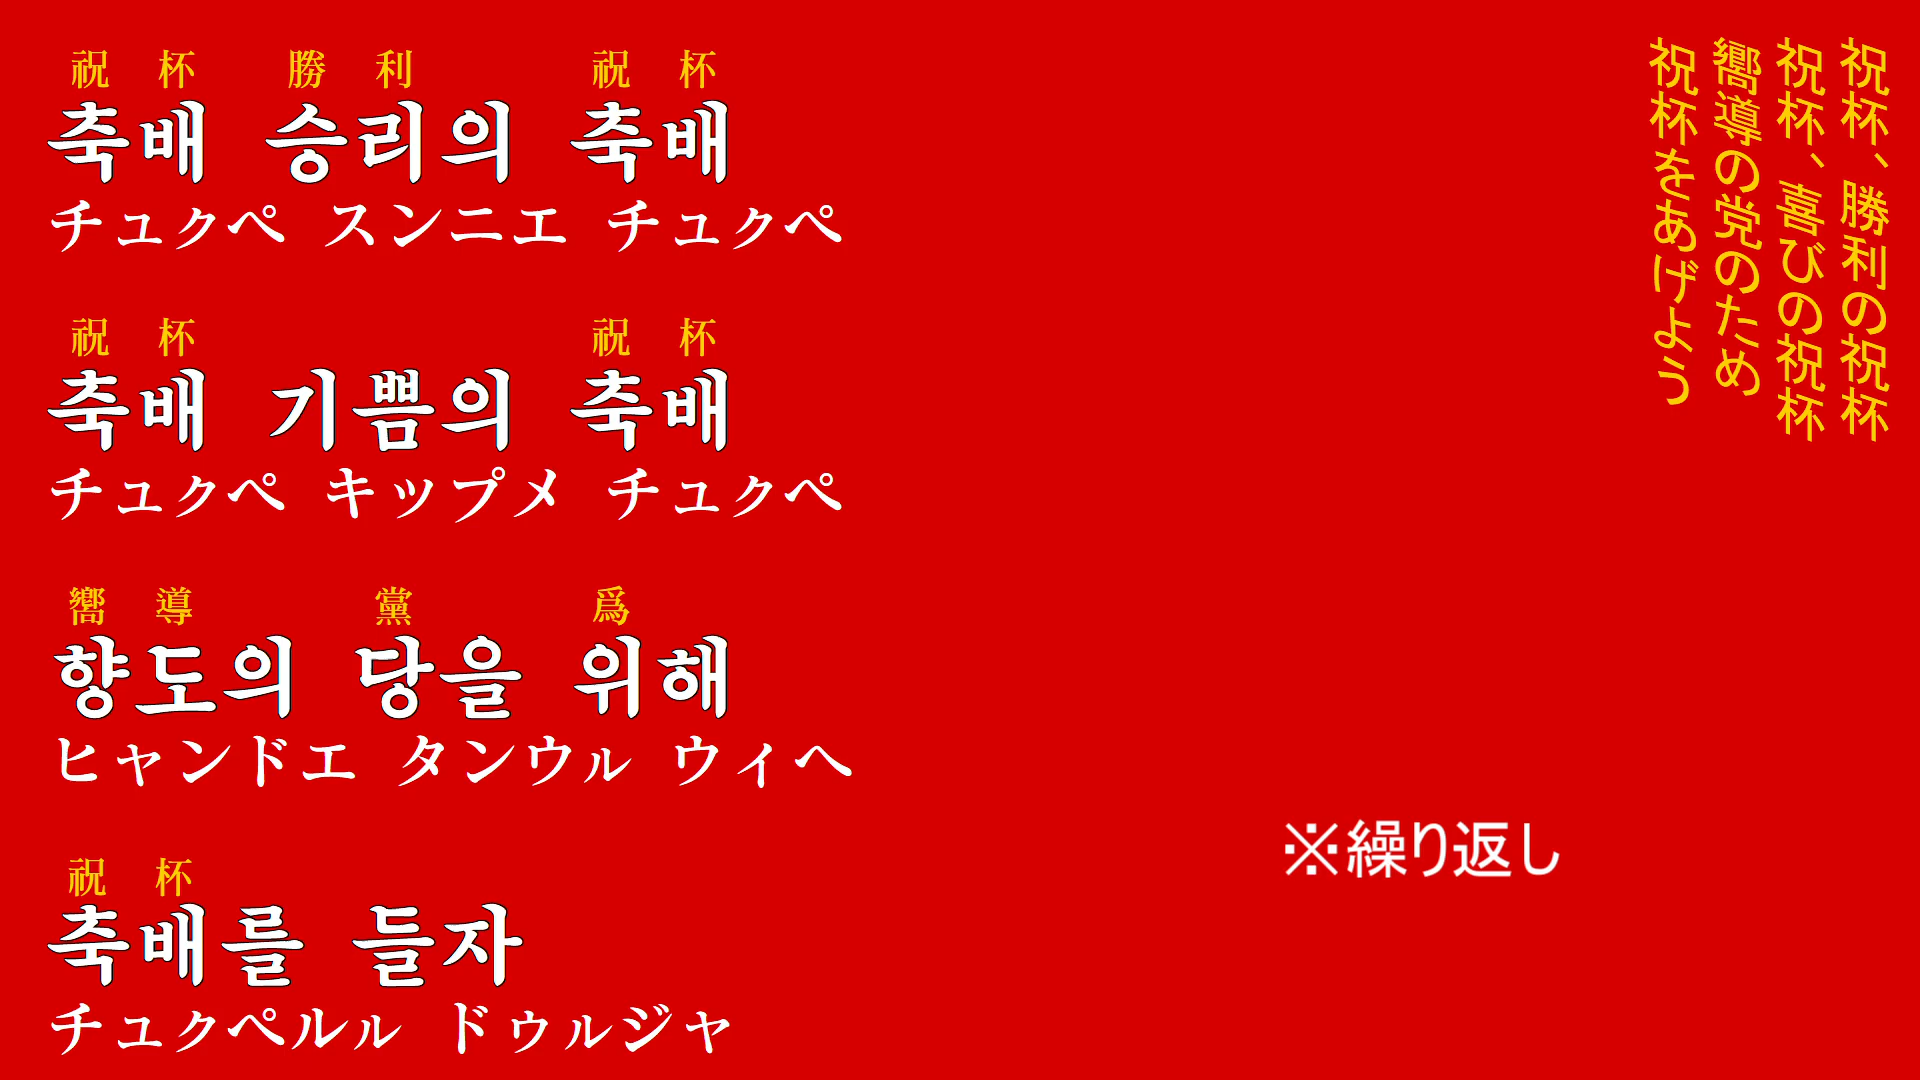 祝 杯 勝 利 祝 杯
축배 승리의 축배
チュクペ スンニエ チュクペ
祝 杯 祝 杯
축배 기쁨의 축배
チュクペ キップメ チュクペ
嚮 導 黨 爲
향도의 당을 위해
ヒャンドエ タンウル ウィヘ
祝 杯
축배를 들자
チュクペルル ドゥルジャ
祝杯、勝利の祝杯
祝杯、喜びの祝杯
嚮導の党のため
祝杯をあげよう
※繰り返し